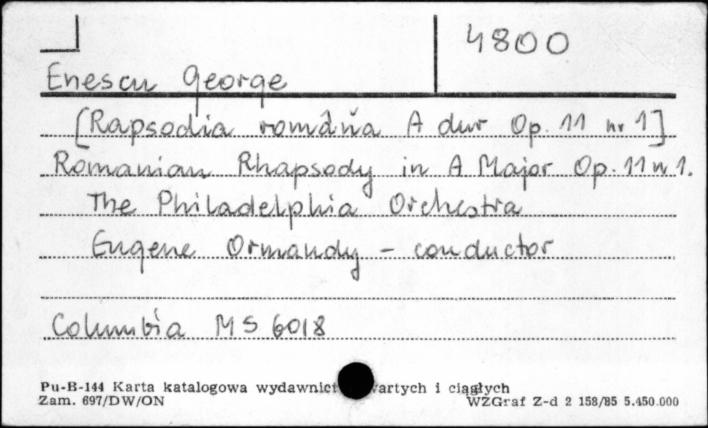 4800
Enescu George
[Rapsodia română A dur Op. 11 nr 1]
Romanian Rhapsody in A Major Op. 11 n 1.
The Philadelphia Orchestra
Eugene Ormandy - conductor
Columbia MS 6018
Pu-B-144 Karta katalogowa wydawnict artych i ciągłych
Zam. 697/DW/ON WZGraf Z-d 2 158/85 5.450.000